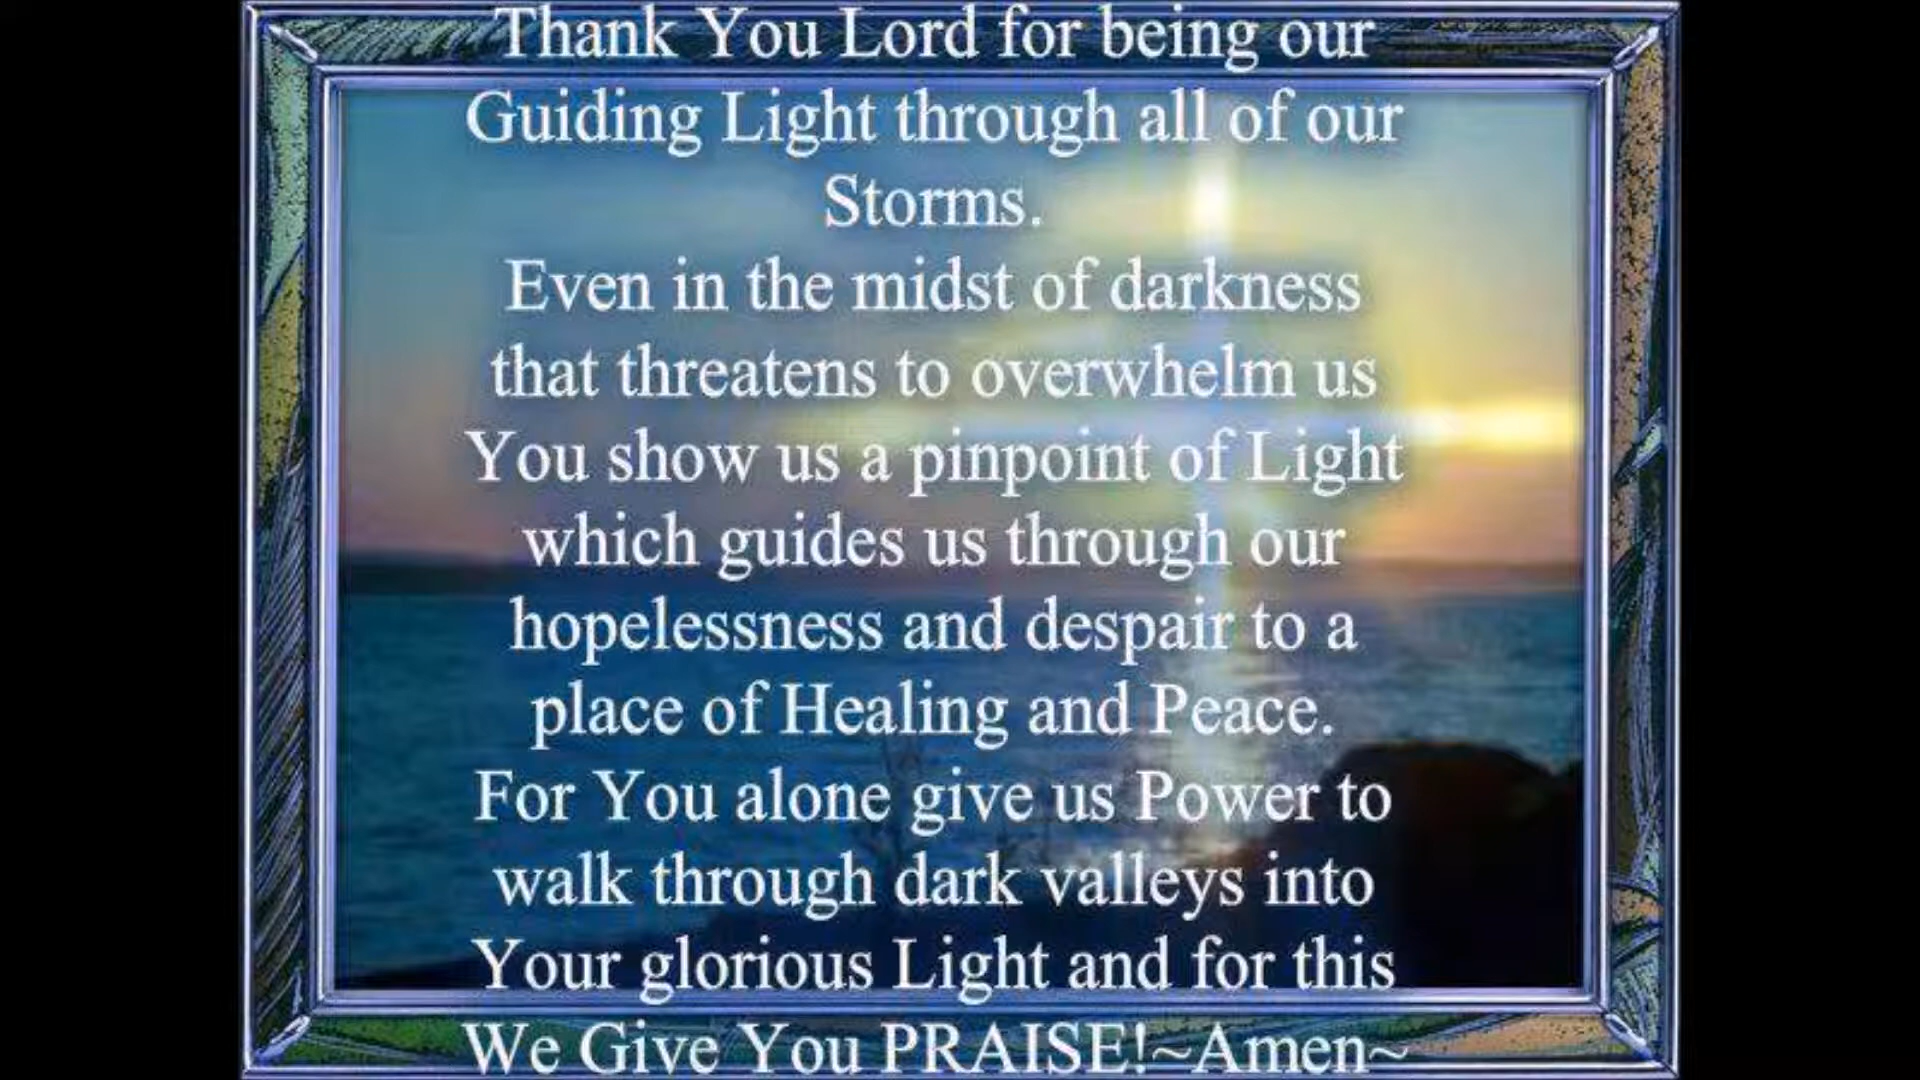 Thank You Lord for being our
Guiding Light through all of our
Storms.
Even in the midst of darkness
that threatens to overwhelm us
You show us a pinpoint of Light
which guides us through our
hopelessness and despair to a
place of Healing and Peace.
For You alone give us Power to
walk through dark valleys into
Your glorious Light and for this
We Give You PRAISE!~Amen~